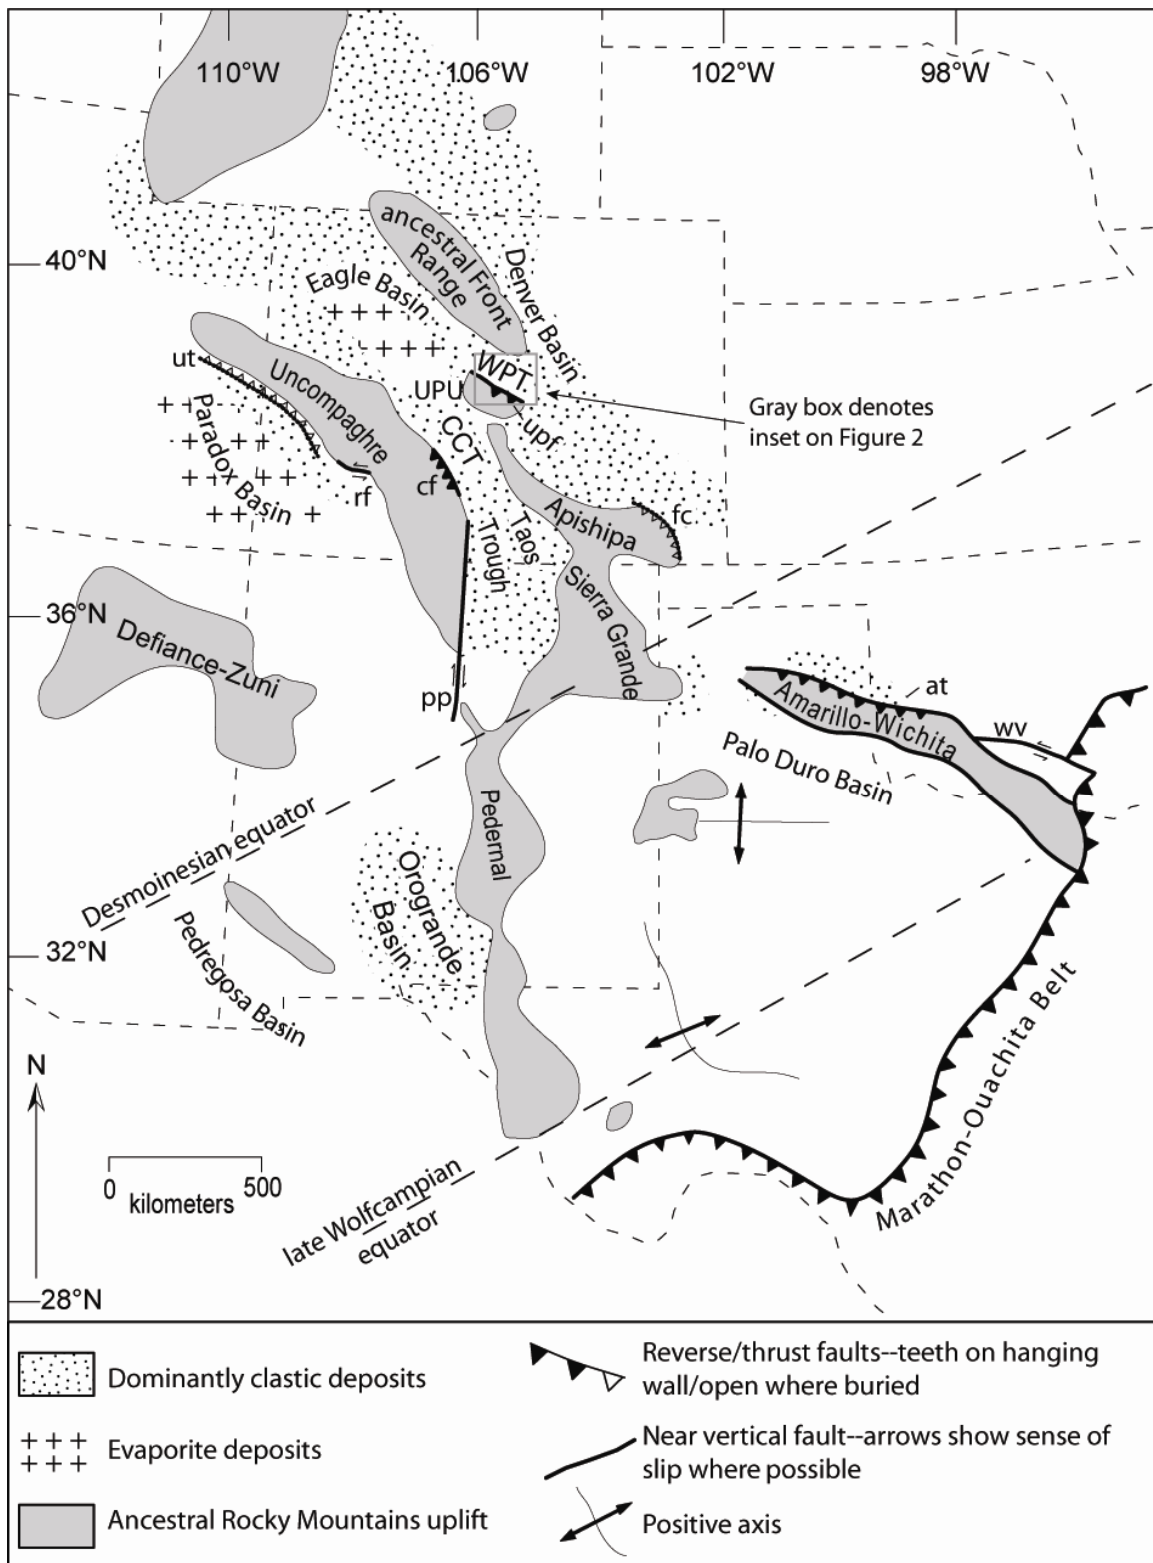 110°W
106°W
102°W
98°W
40°N
36°N
32°N
28°N
ancestral Front
Range
Eagle Basin
Denver Basin
WPT
UPU
upf
Gray box denotes
inset on Figure 2
ut
Uncompaghre
Paradox Basin
rf
cf
CCT
Taos
Trough
Apishipa
fc
Sierra Grande
Defiance-Zuni
pp
Amarillo-Wichita
at
wv
Palo Duro Basin
Pedernal
Desmoinesian equator
Orogrande
Basin
Pedregosa Basin
Marathon-Ouachita Belt
late Wolfcampian
equator
N
0 500
kilometers
Dominantly clastic deposits
Evaporite deposits
Ancestral Rocky Mountains uplift
Reverse/thrust faults--teeth on hanging
wall/open where buried
Near vertical fault--arrows show sense of
slip where possible
Positive axis